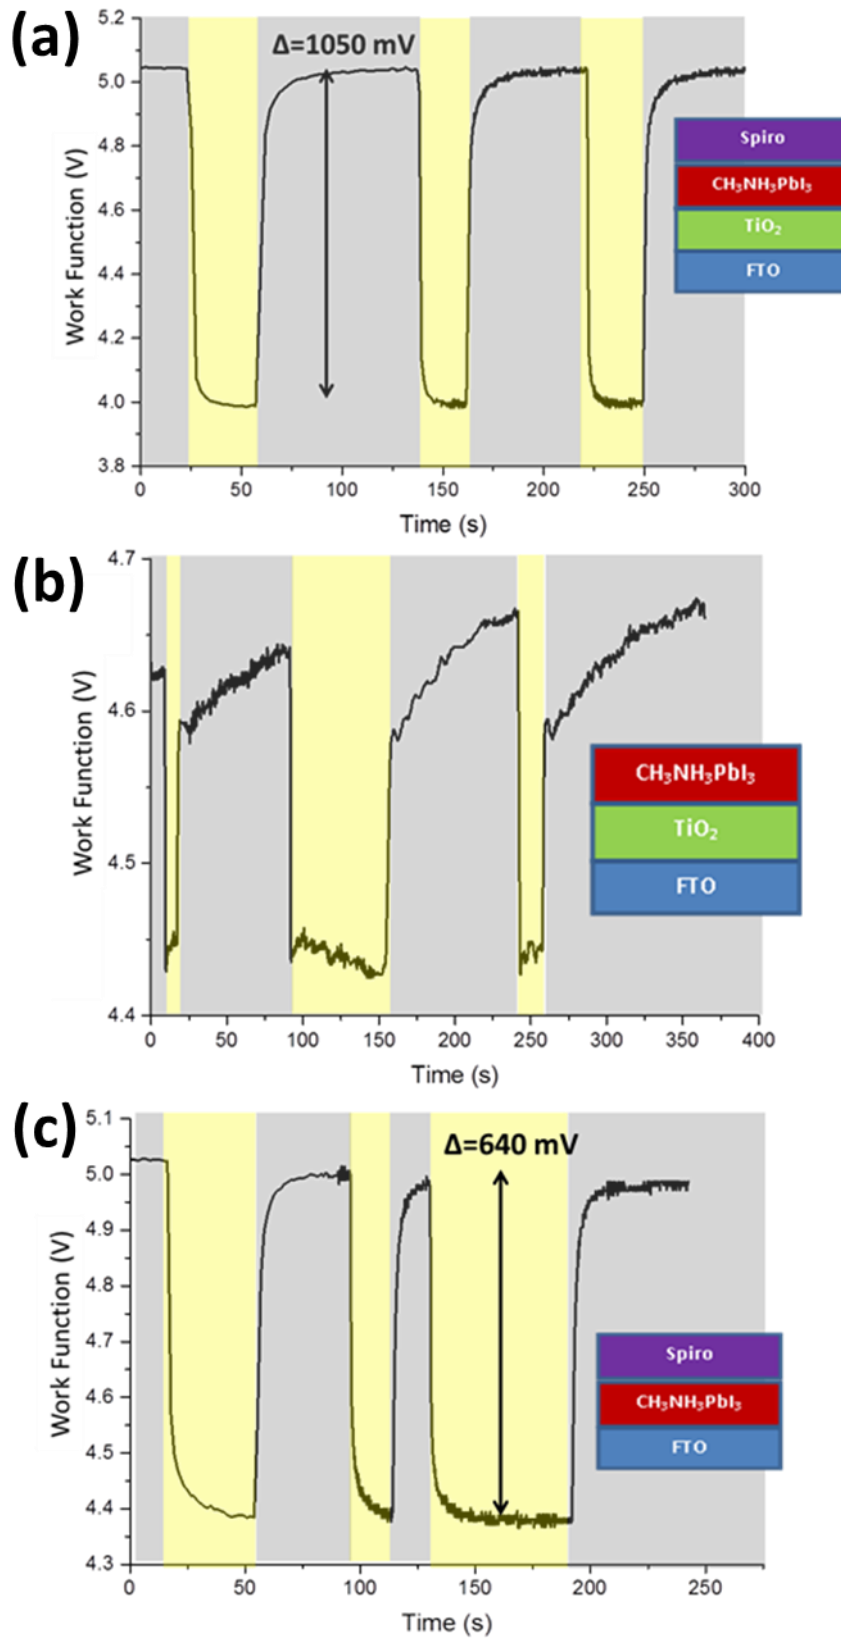 (a)
Δ=1050 mV
5.2
5.0
4.8
4.6
4.4
4.2
4.0
3.8
Work Function (V)
0 50 100 150 200 250 300
Time (s)
Spiro
CH₃NH₃PbI₃
TiO₂
FTO
(b)
4.7
4.6
4.5
4.4
Work Function (V)
0 50 100 150 200 250 300 350 400
Time (s)
CH₃NH₃PbI₃
TiO₂
FTO
(c)
Δ=640 mV
5.1
5.0
4.9
4.8
4.7
4.6
4.5
4.4
4.3
Work Function (V)
0 50 100 150 200 250
Time (s)
Spiro
CH₃NH₃PbI₃
FTO